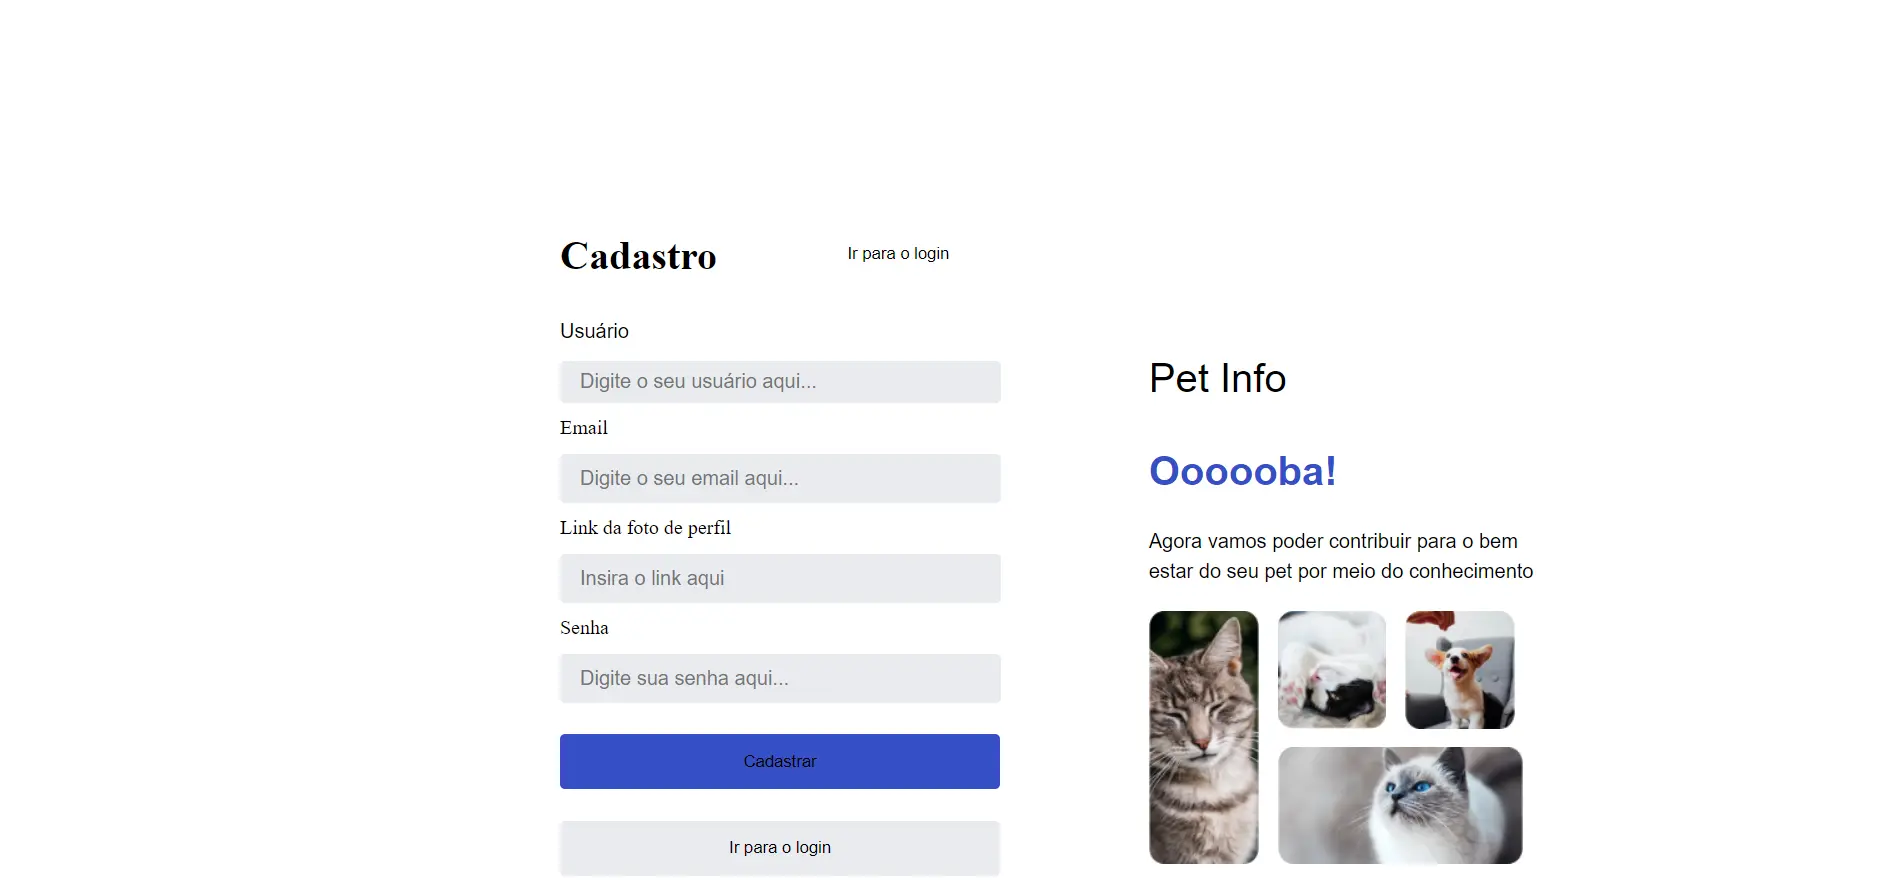 Cadastro
Ir para o login
Usuário
Digite o seu usuário aqui...
Email
Digite o seu email aqui...
Link da foto de perfil
Insira o link aqui
Senha
Digite sua senha aqui...
Cadastrar
Ir para o login
Pet Info
Oooooba!
Agora vamos poder contribuir para o bem
estar do seu pet por meio do conhecimento